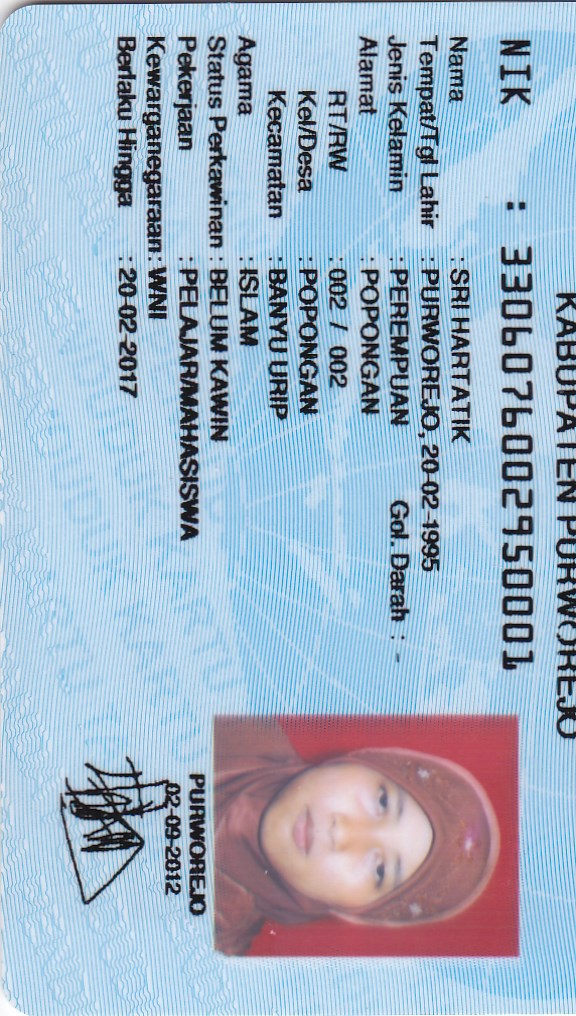 KABUPATEN PURWOREJO
NIK : 3306076002950001
Nama : SRI HARTATIK
Tempat/Tgl Lahir : PURWOREJO, 20-02-1995
Jenis Kelamin : PEREMPUAN Gol. Darah : -
Alamat : POPONGAN
RT/RW : 002 / 002
Kel/Desa : POPONGAN
Kecamatan : BANYU URIP
Agama : ISLAM
Status Perkawinan : BELUM KAWIN
Pekerjaan : PELAJAR/MAHASISWA
Kewarganegaraan : WNI
Berlaku Hingga : 20-02-2017
PURWOREJO
02-09-2012